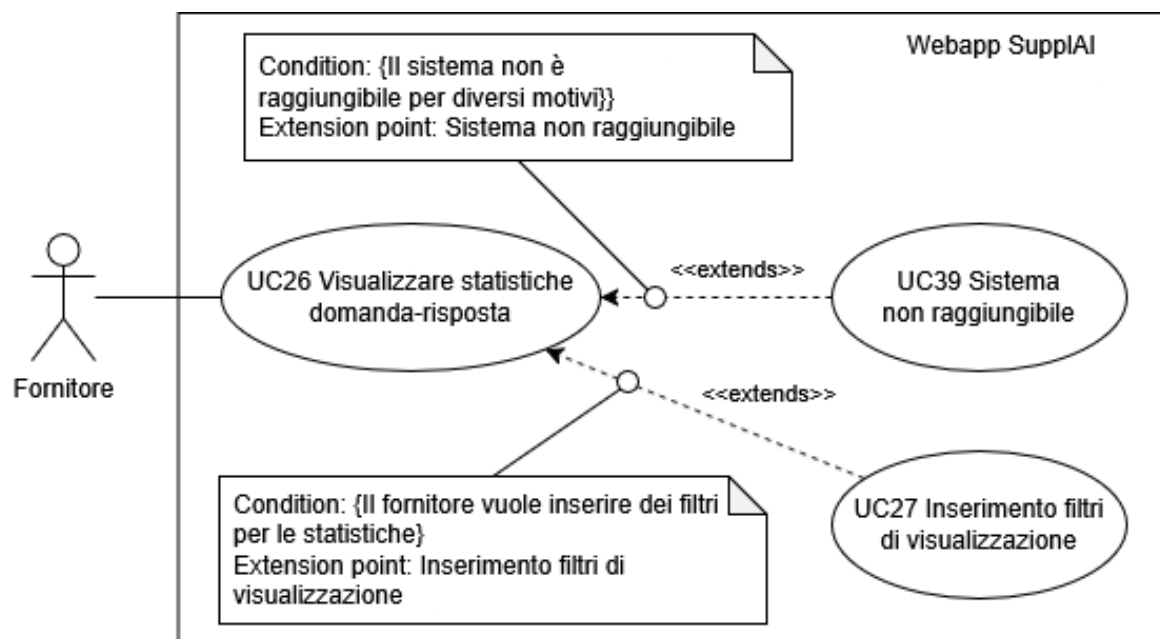 Webapp SupplAI
Condition: {Il sistema non è
raggiungibile per diversi motivi}}
Extension point: Sistema non raggiungibile
UC26 Visualizzare statistiche
domanda-risposta
<<extends>>
UC39 Sistema
non raggiungibile
Fornitore
<<extends>>
Condition: {Il fornitore vuole inserire dei filtri
per le statistiche}
Extension point: Inserimento filtri di
visualizzazione
UC27 Inserimento filtri
di visualizzazione